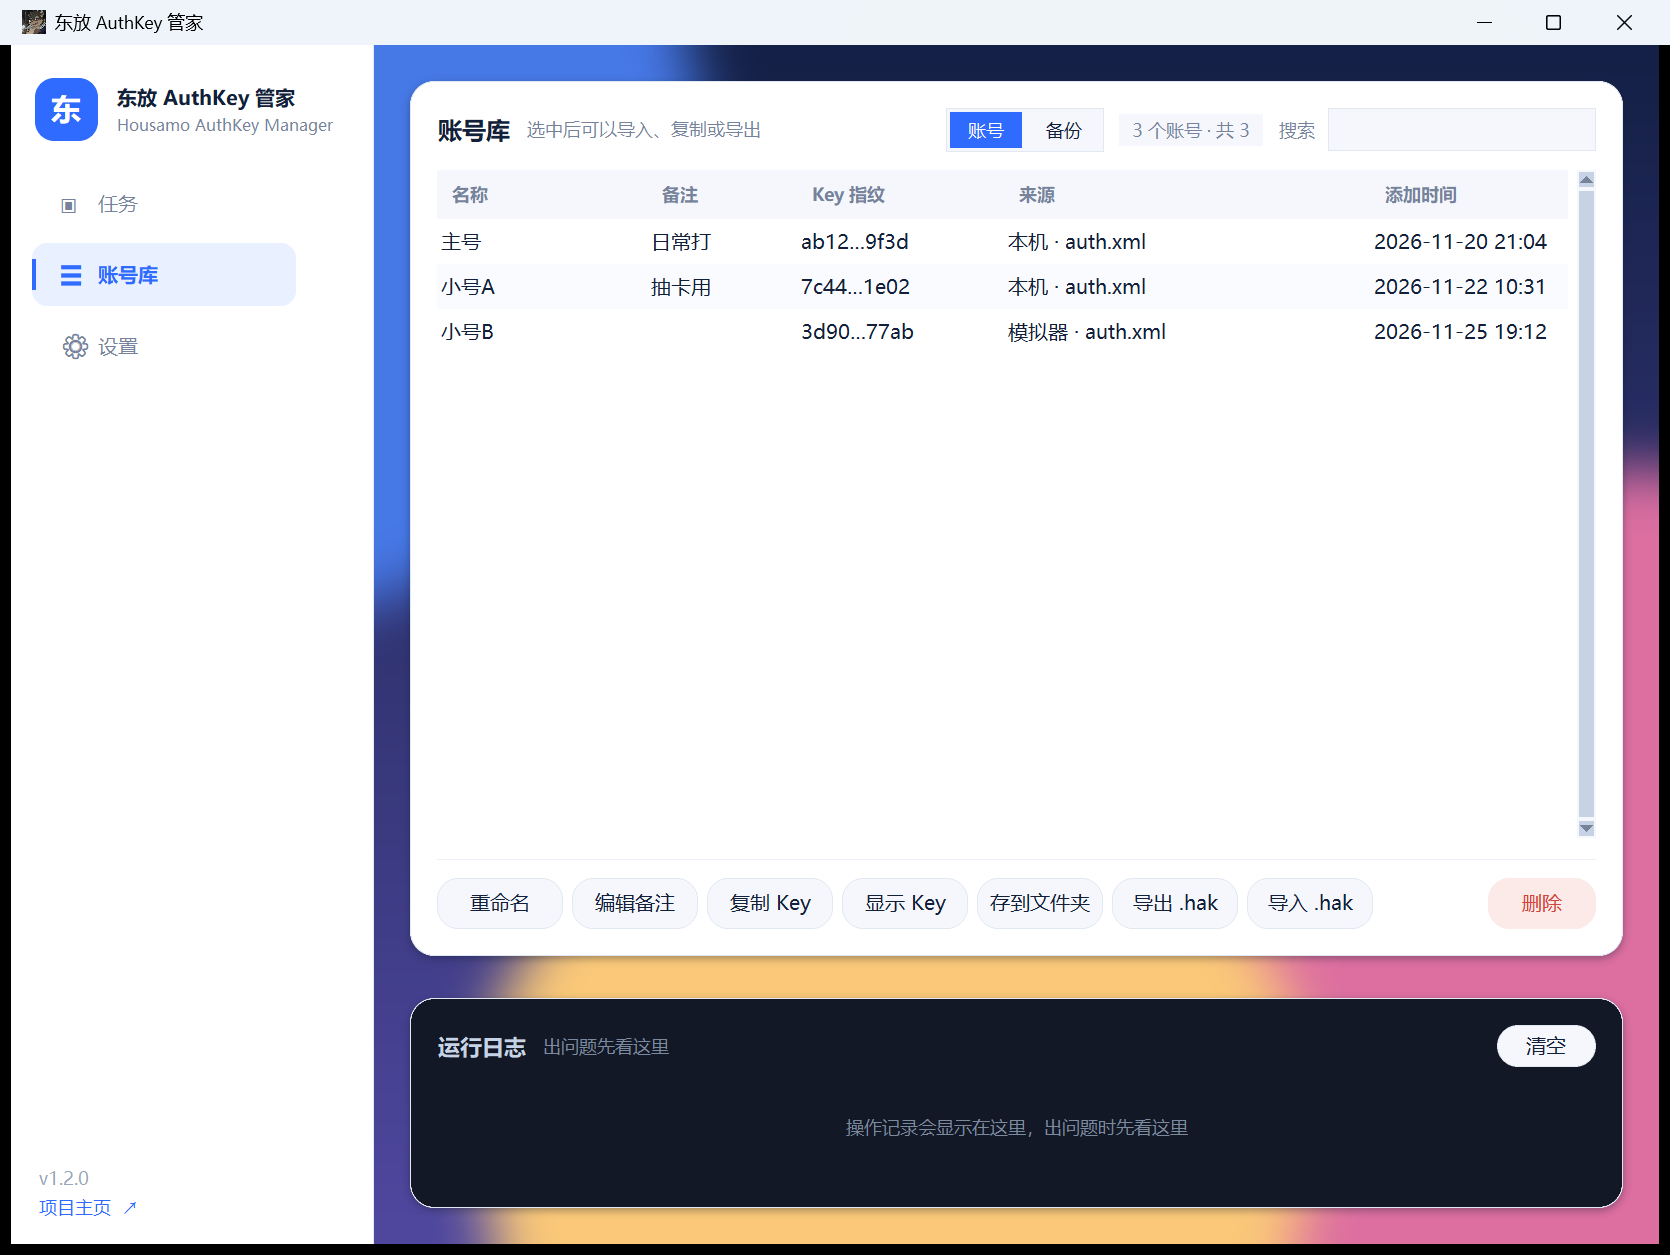 东放 AuthKey 管家
东
东放 AuthKey 管家
Housamo AuthKey Manager
任务
账号库
设置
v1.2.0
项目主页 ↗
账号库 选中后可以导入、复制或导出 账号 备份 3 个账号 · 共 3 搜索
名称 备注 Key 指纹 来源 添加时间
主号 日常打 ab12...9f3d 本机 · auth.xml 2026-11-20 21:04
小号A 抽卡用 7c44...1e02 本机 · auth.xml 2026-11-22 10:31
小号B 3d90...77ab 模拟器 · auth.xml 2026-11-25 19:12
重命名 编辑备注 复制 Key 显示 Key 存到文件夹 导出 .hak 导入 .hak 删除
运行日志 出问题先看这里 清空
操作记录会显示在这里，出问题时先看这里